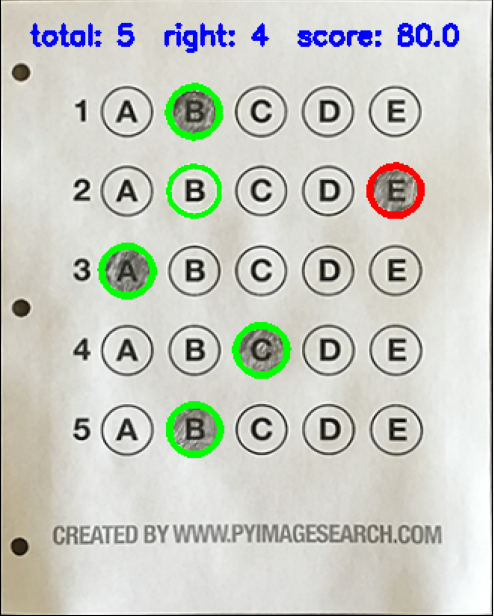 total: 5 right: 4 score: 80.0
1 A B C D E
2 A B C D E
3 A B C D E
4 A B C D E
5 A B C D E
CREATED BY WWW.PYIMAGESEARCH.COM